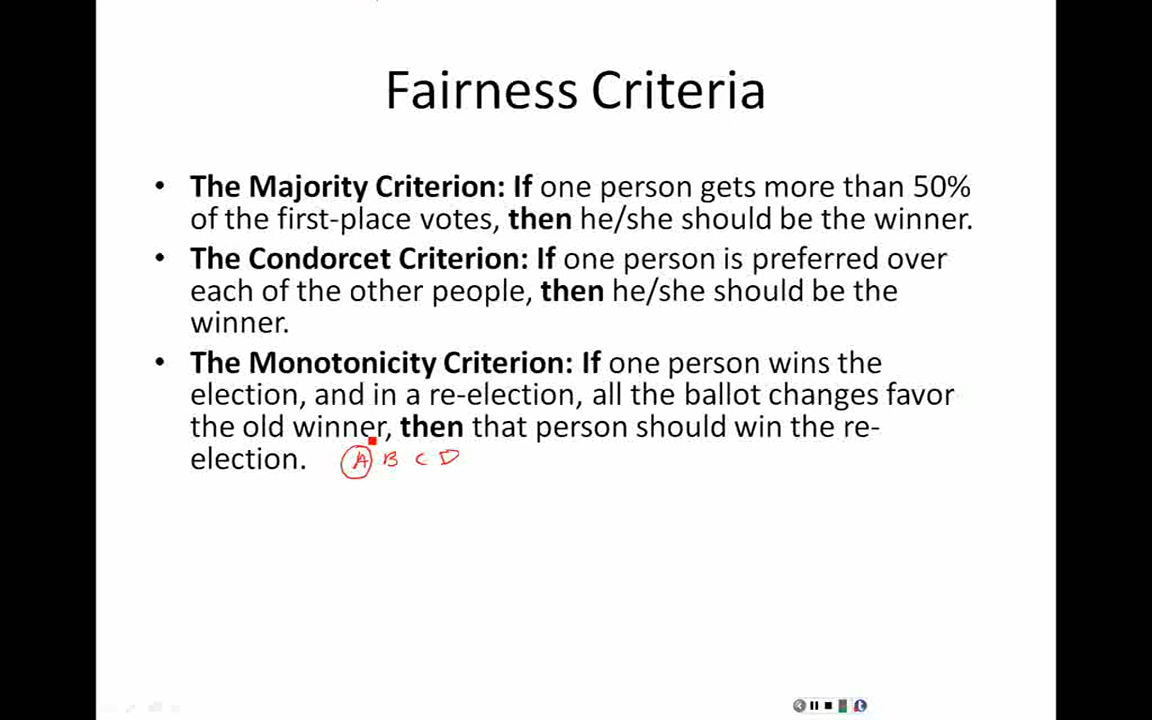 Fairness Criteria
• The Majority Criterion: If one person gets more than 50%
of the first-place votes, then he/she should be the winner.
• The Condorcet Criterion: If one person is preferred over
each of the other people, then he/she should be the
winner.
• The Monotonicity Criterion: If one person wins the
election, and in a re-election, all the ballot changes favor
the old winner, then that person should win the re-
election. A B C D